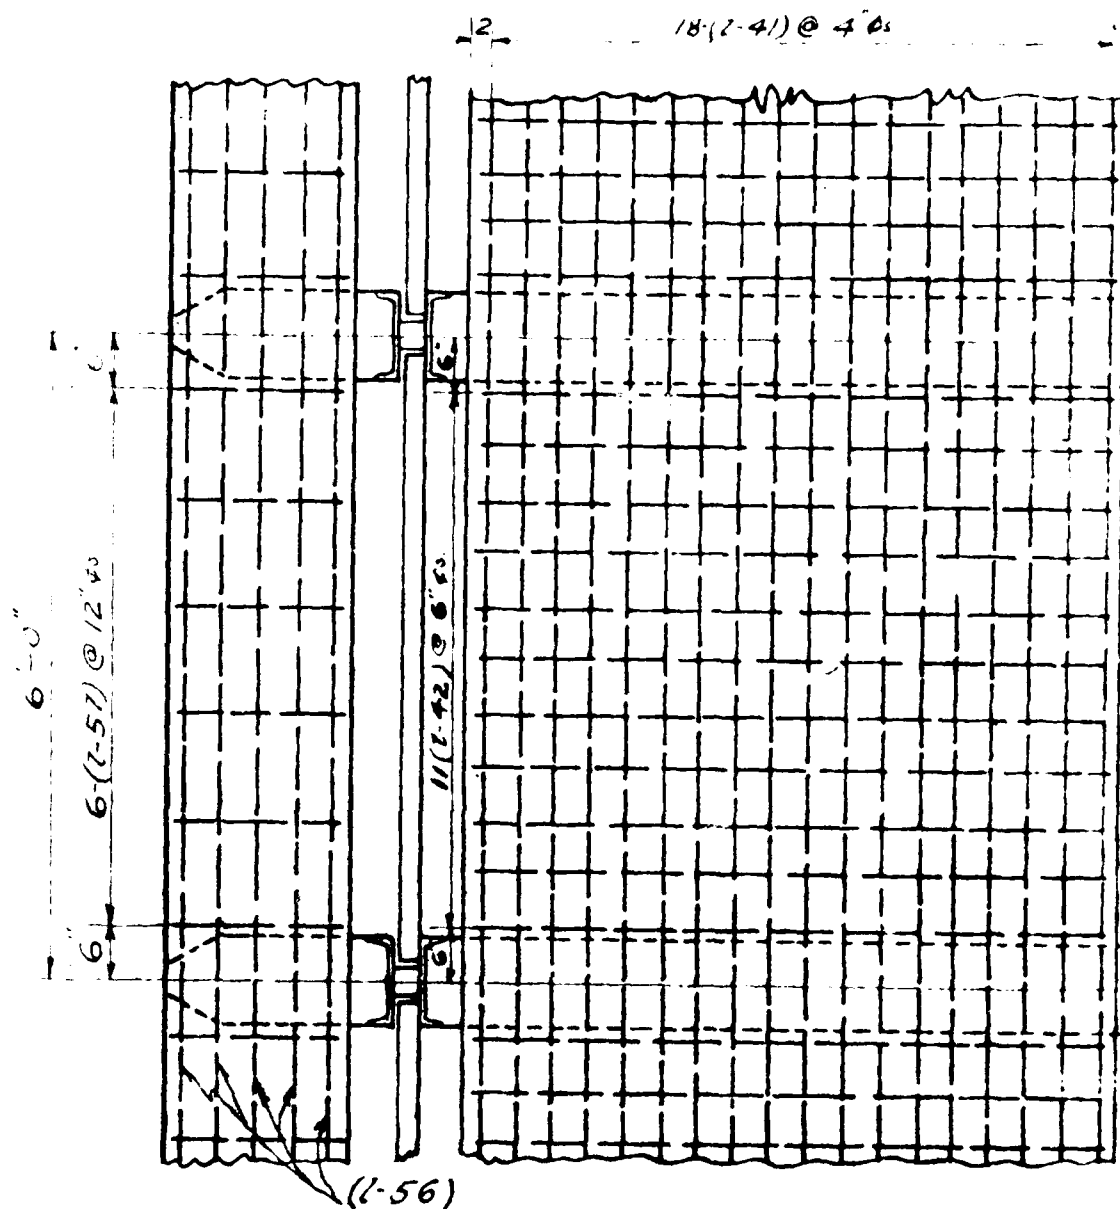 2
18-(2-41) @ 4" ¢s
6"
6"
6'-0"
6-(2-57) @ 12" ¢s
11(2-42) @ 6" ¢s
6"
6"
(2-56)